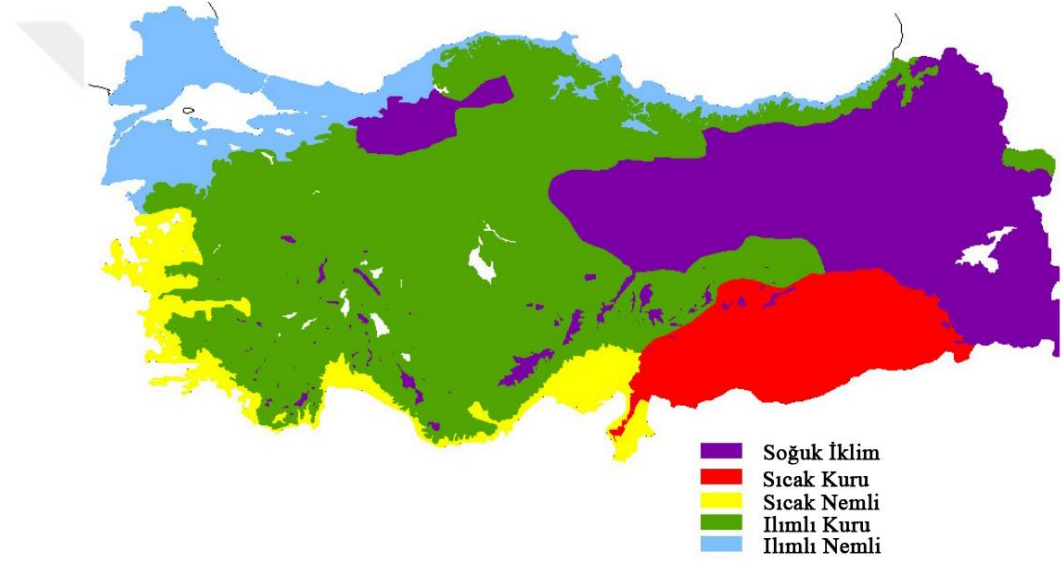 Soğuk İklim
Sıcak Kuru
Sıcak Nemli
Ilımlı Kuru
Ilımlı Nemli